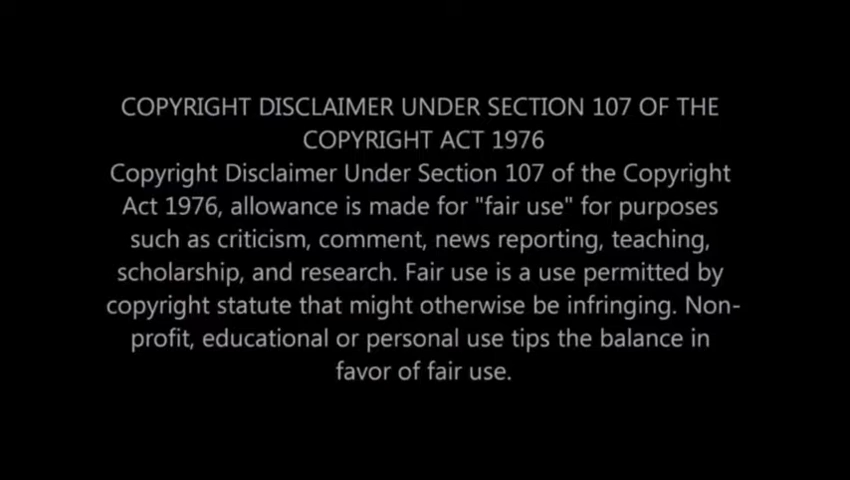 COPYRIGHT DISCLAIMER UNDER SECTION 107 OF THE
COPYRIGHT ACT 1976
Copyright Disclaimer Under Section 107 of the Copyright
Act 1976, allowance is made for "fair use" for purposes
such as criticism, comment, news reporting, teaching,
scholarship, and research. Fair use is a use permitted by
copyright statute that might otherwise be infringing. Non-
profit, educational or personal use tips the balance in
favor of fair use.